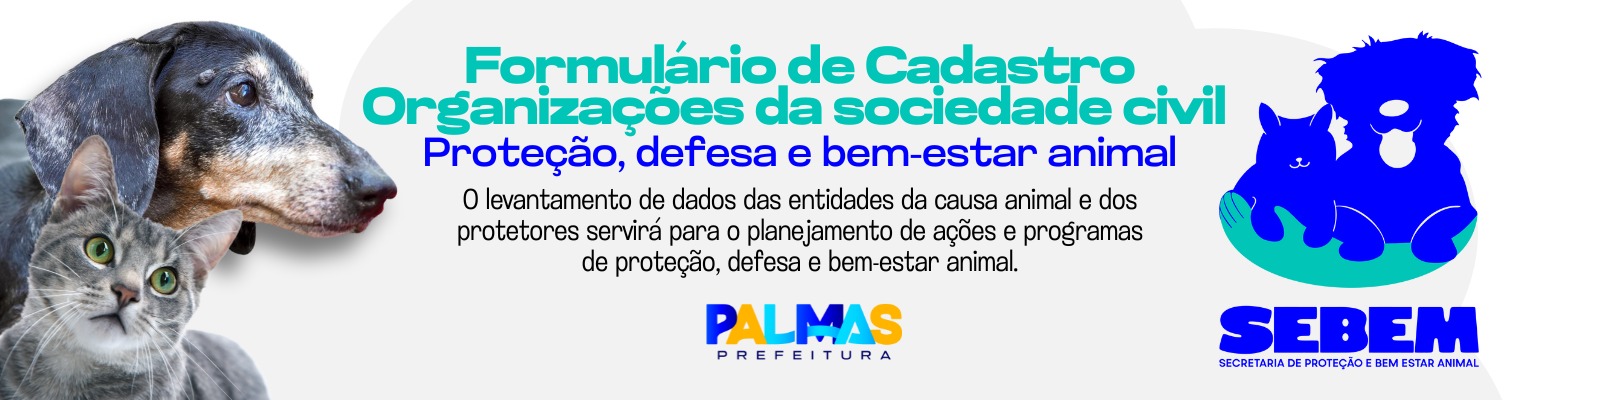 Formulário de Cadastro
Organizações da sociedade civil
Proteção, defesa e bem-estar animal
O levantamento de dados das entidades da causa animal e dos
protetores servirá para o planejamento de ações e programas
de proteção, defesa e bem-estar animal.
PALMAS
PREFEITURA
SEBEM
SECRETARIA DE PROTEÇÃO E BEM ESTAR ANIMAL